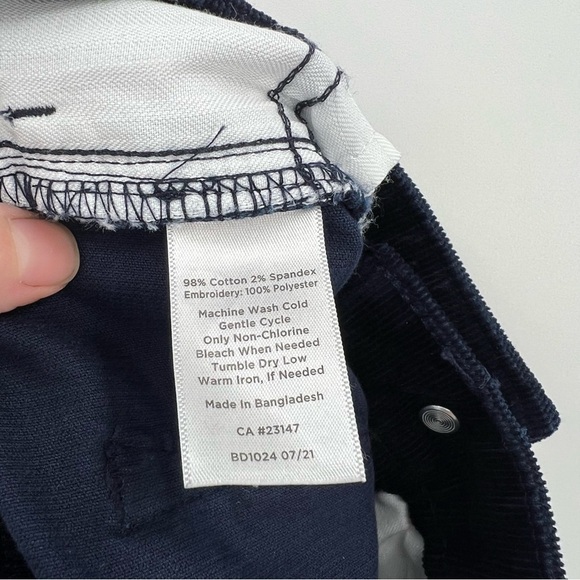 98% Cotton 2% Spandex
Embroidery: 100% Polyester
Machine Wash Cold
Gentle Cycle
Only Non-Chlorine
Bleach When Needed
Tumble Dry Low
Warm Iron, If Needed
Made in Bangladesh
CA #23147
BD1024 07/21